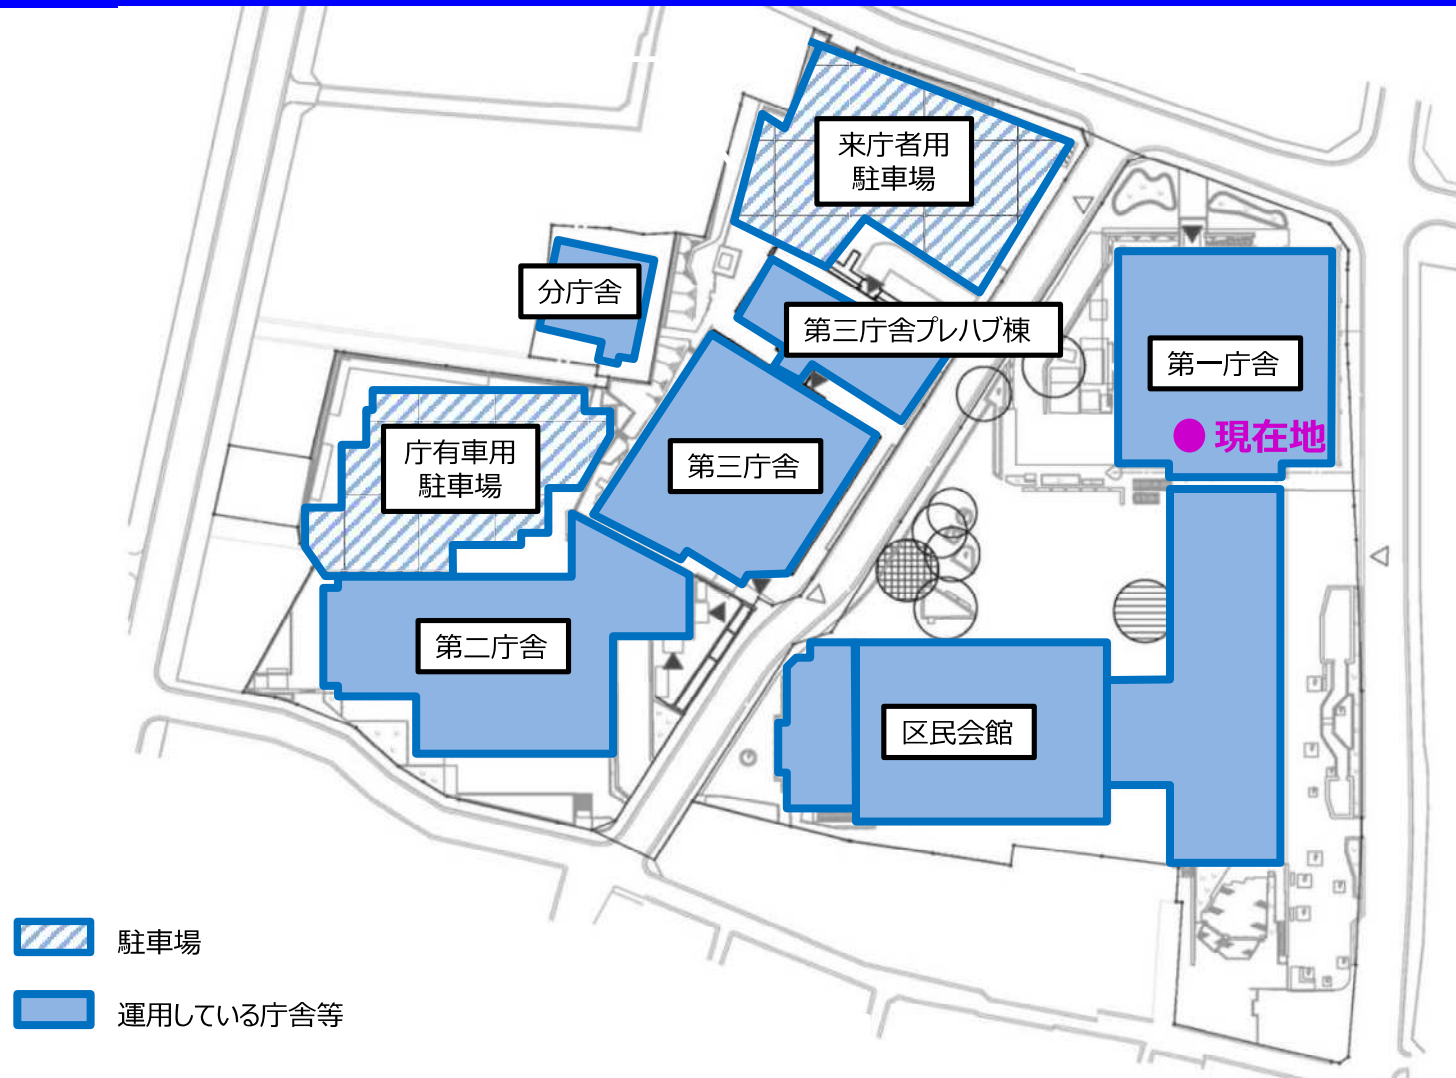 来庁者用
駐車場
分庁舎
第三庁舎プレハブ棟
第一庁舎
現在地
庁有車用
駐車場
第三庁舎
第二庁舎
区民会館
駐車場
運用している庁舎等